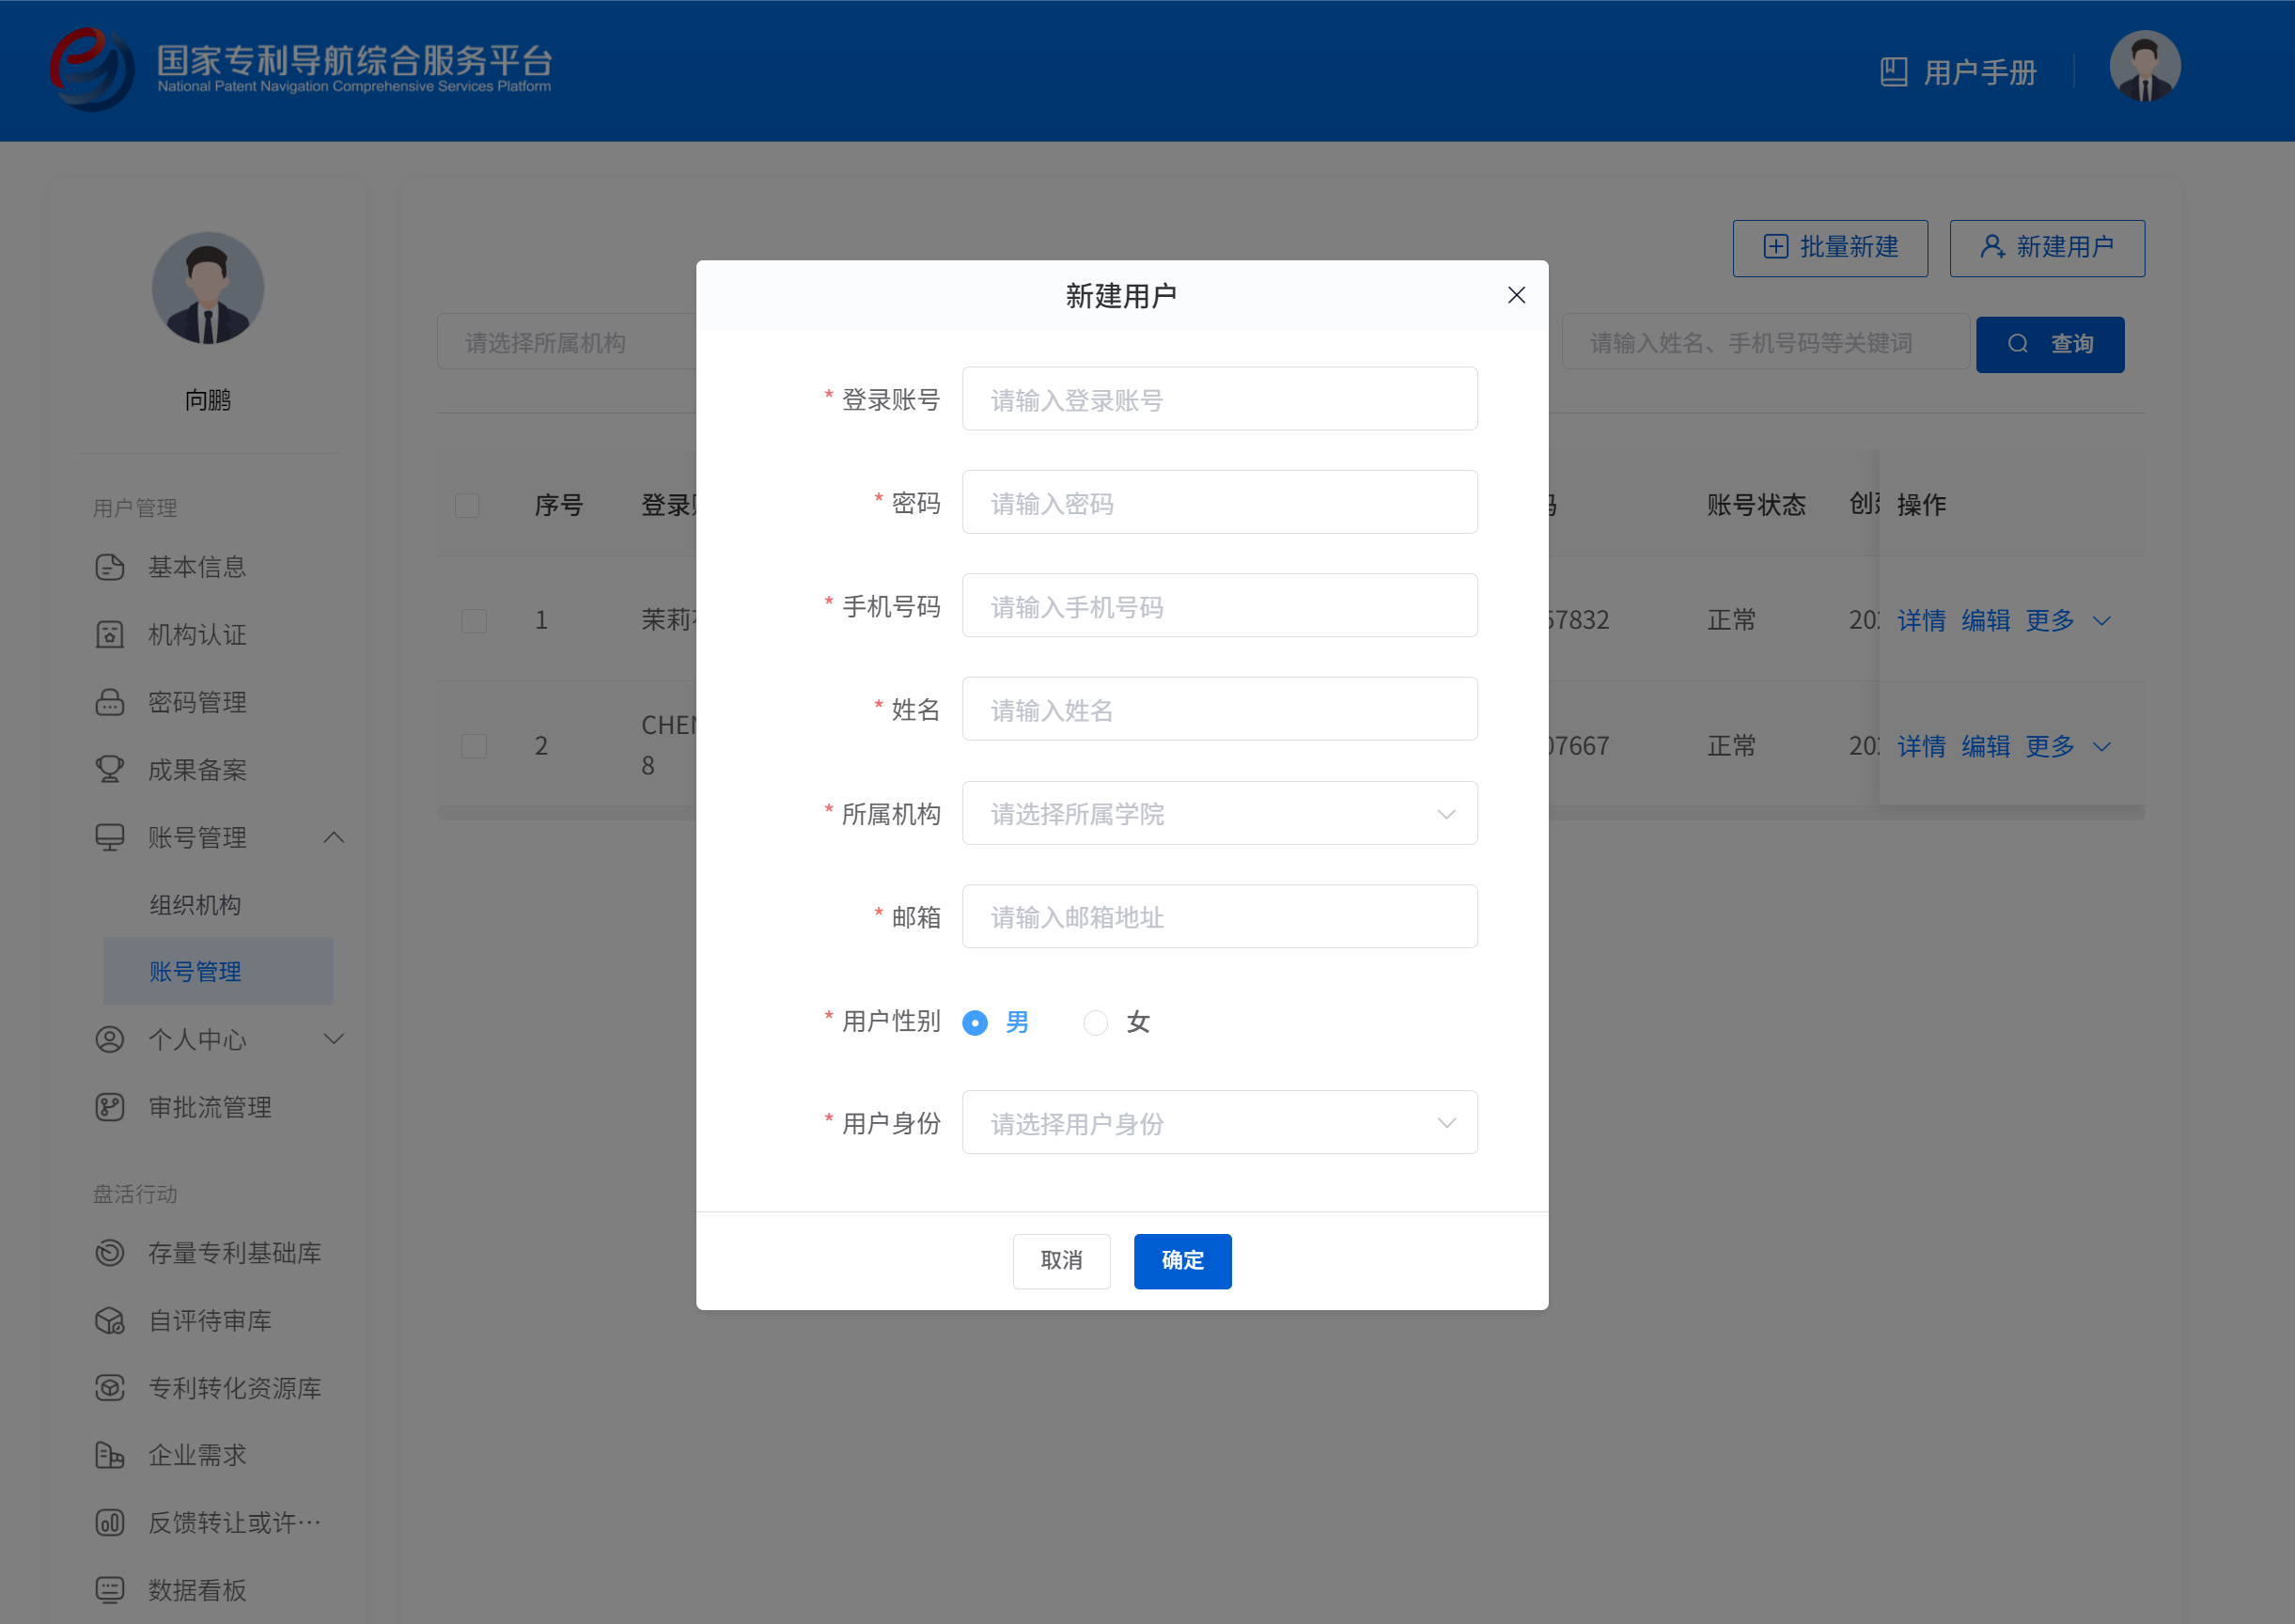 国家专利导航综合服务平台
National Patent Navigation Comprehensive Services Platform
用户手册
向鹏
用户管理
基本信息
机构认证
密码管理
成果备案
账号管理
组织机构
账号管理
个人中心
审批流管理
盘活行动
存量专利基础库
自评待审库
专利转化资源库
企业需求
反馈转让或许…
数据看板
批量新建
新建用户
请选择所属机构
请输入姓名、手机号码等关键词
查询
序号 登录 账号状态 操作
1 茉莉 57832 正常 20 详情 编辑 更多
2 CHEN 8 07667 正常 20 详情 编辑 更多
新建用户
* 登录账号 请输入登录账号
* 密码 请输入密码
* 手机号码 请输入手机号码
* 姓名 请输入姓名
* 所属机构 请选择所属学院
* 邮箱 请输入邮箱地址
* 用户性别 男 女
* 用户身份 请选择用户身份
取消 确定